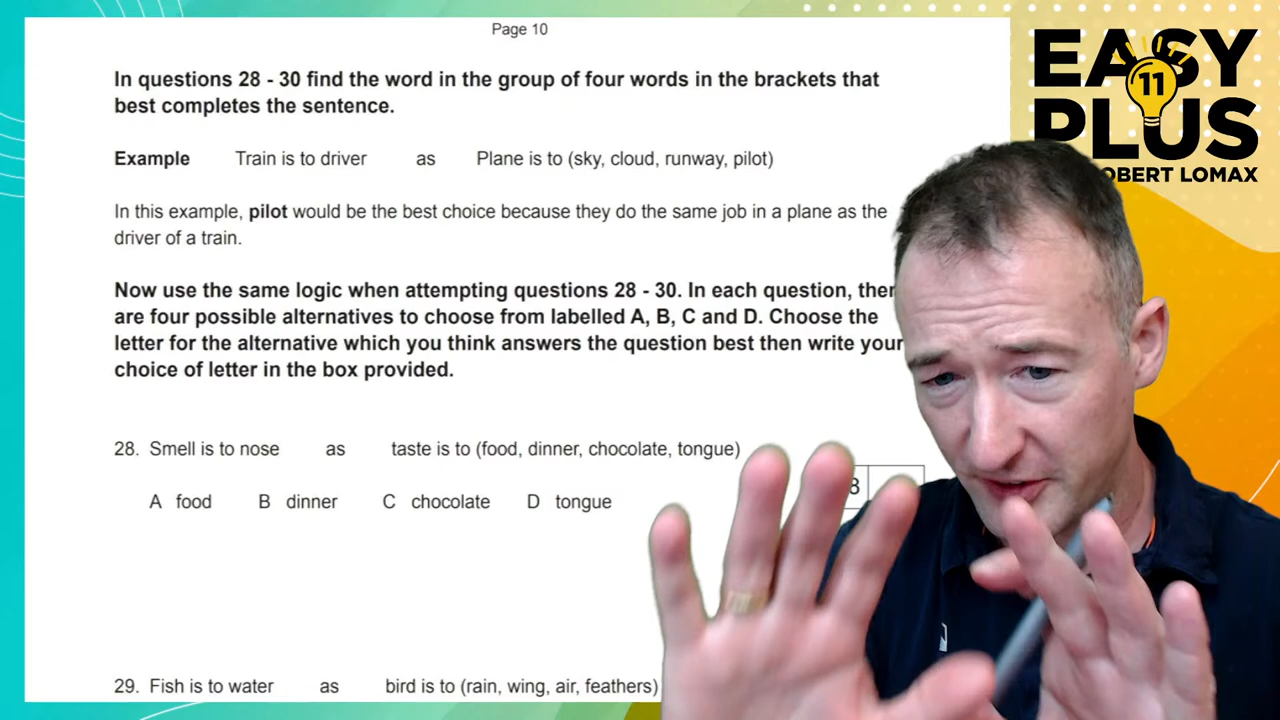 Page 10
EASY
11
PLUS
OBERT LOMAX
In questions 28 - 30 find the word in the group of four words in the brackets that
best completes the sentence.
Example Train is to driver as Plane is to (sky, cloud, runway, pilot)
In this example, pilot would be the best choice because they do the same job in a plane as the
driver of a train.
Now use the same logic when attempting questions 28 - 30. In each question, ther
are four possible alternatives to choose from labelled A, B, C and D. Choose the
letter for the alternative which you think answers the question best then write your
choice of letter in the box provided.
28. Smell is to nose as taste is to (food, dinner, chocolate, tongue)
8
A food B dinner C chocolate D tongue
29. Fish is to water as bird is to (rain, wing, air, feathers)